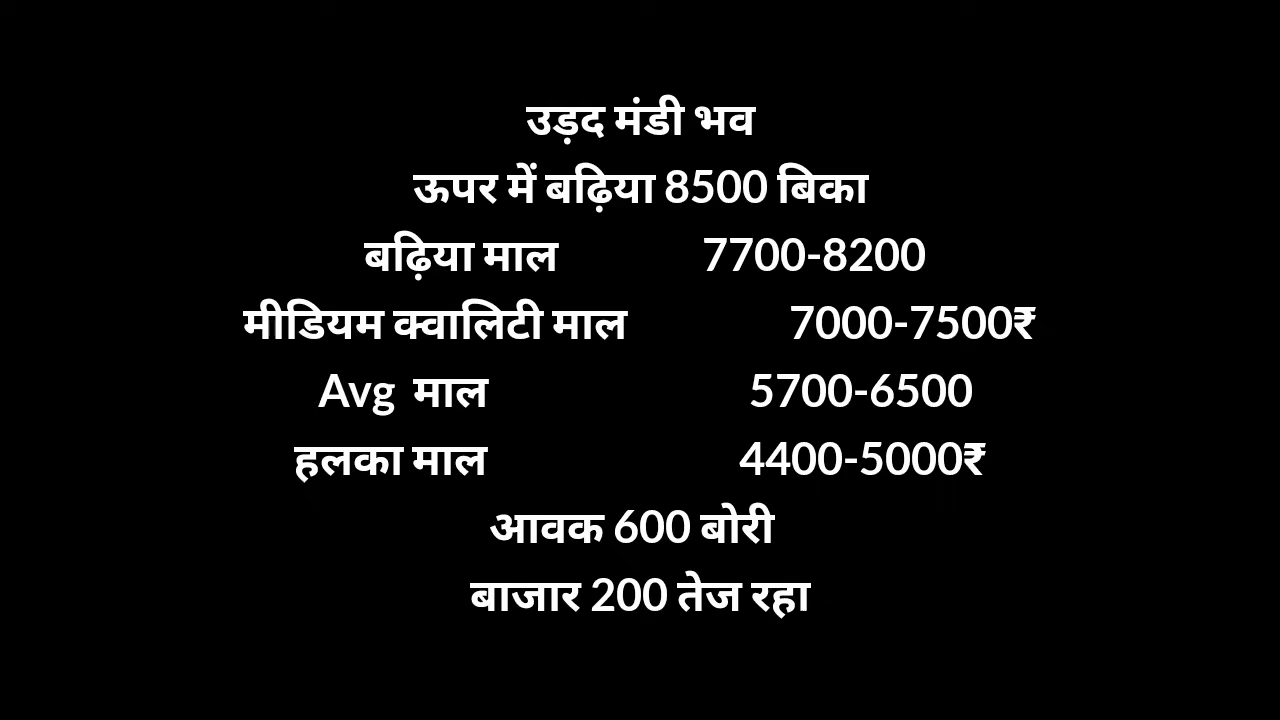 उड़द मंडी भव
ऊपर में बढ़िया 8500 बिका
बढ़िया माल 7700-8200
मीडियम क्वालिटी माल 7000-7500₹
Avg माल 5700-6500
हलका माल 4400-5000₹
आवक 600 बोरी
बाजार 200 तेज रहा